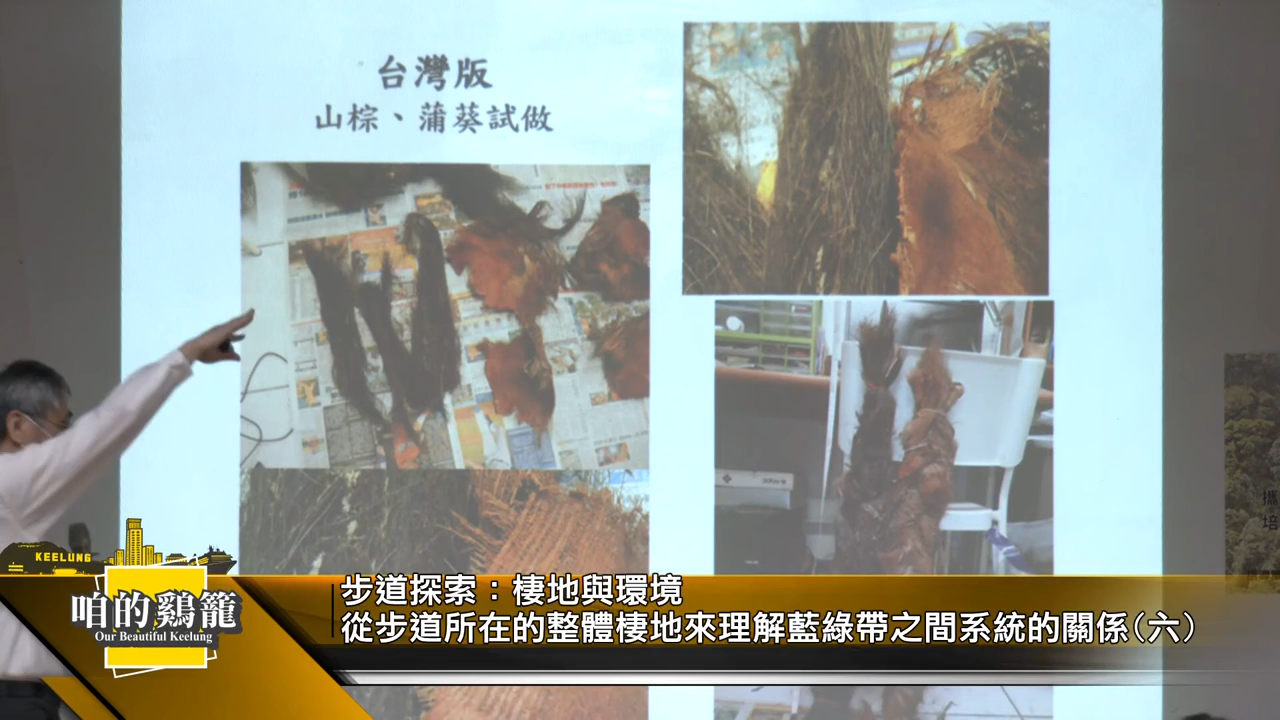 台灣版
山棕、蒲葵試做
攝
培
KEELUNG
咱的鷄籠
Our Beautiful Keelung
步道探索：棲地與環境
從步道所在的整體棲地來理解藍綠帶之間系統的關係（六）